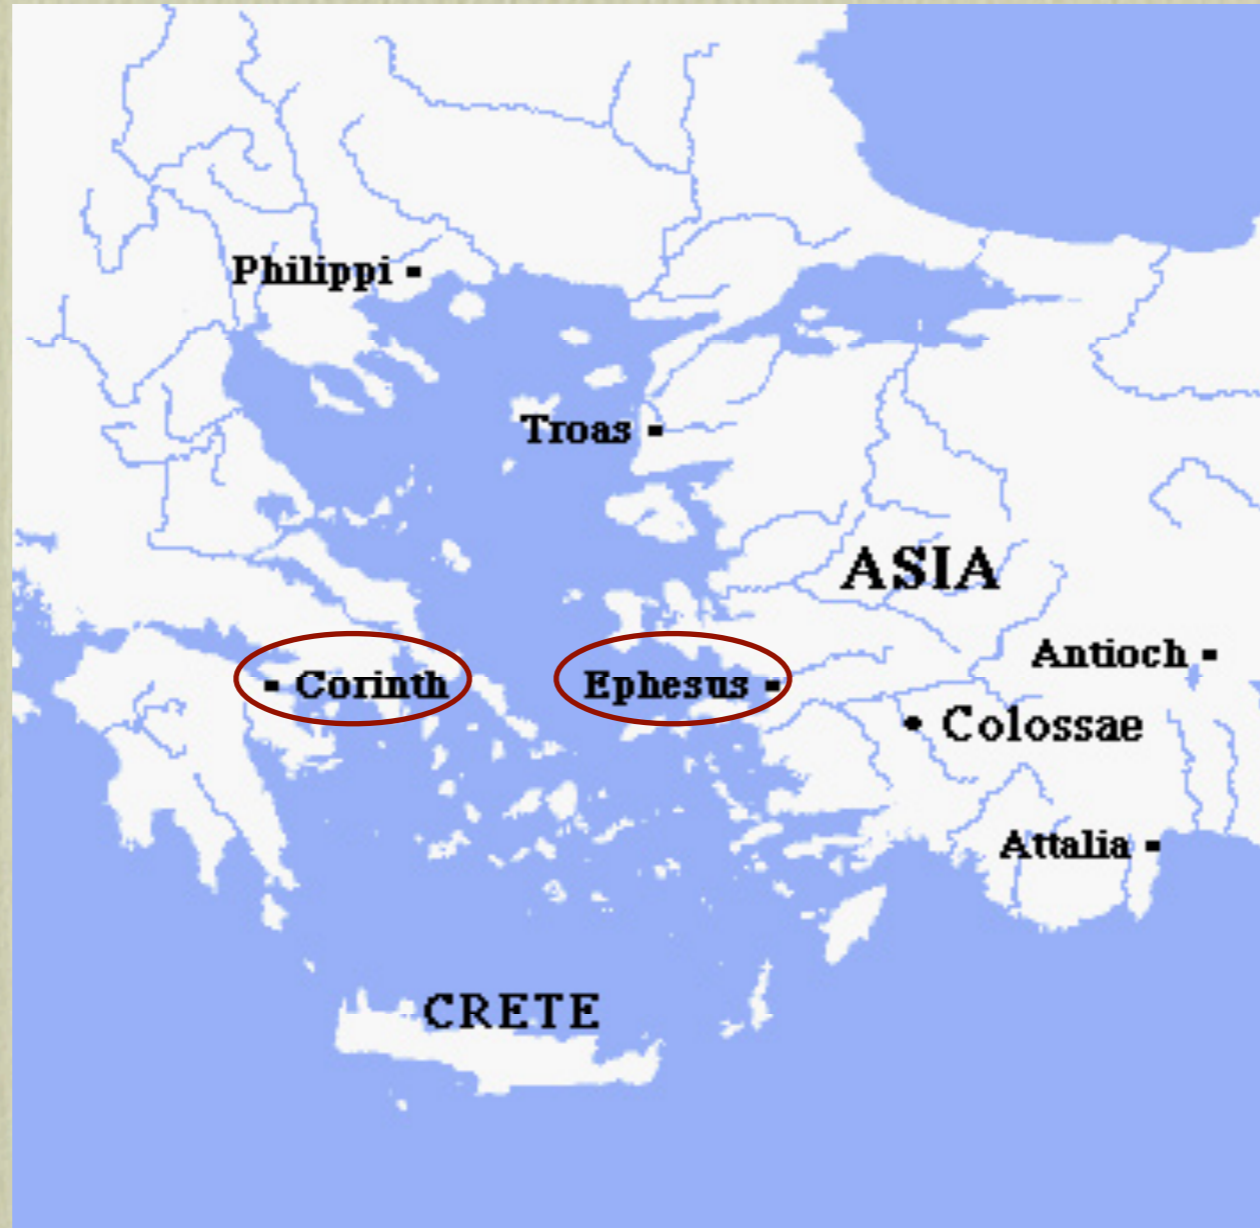 Philippi
Troas
ASIA
Antioch
Corinth
Ephesus
Colossae
Attalia
CRETE